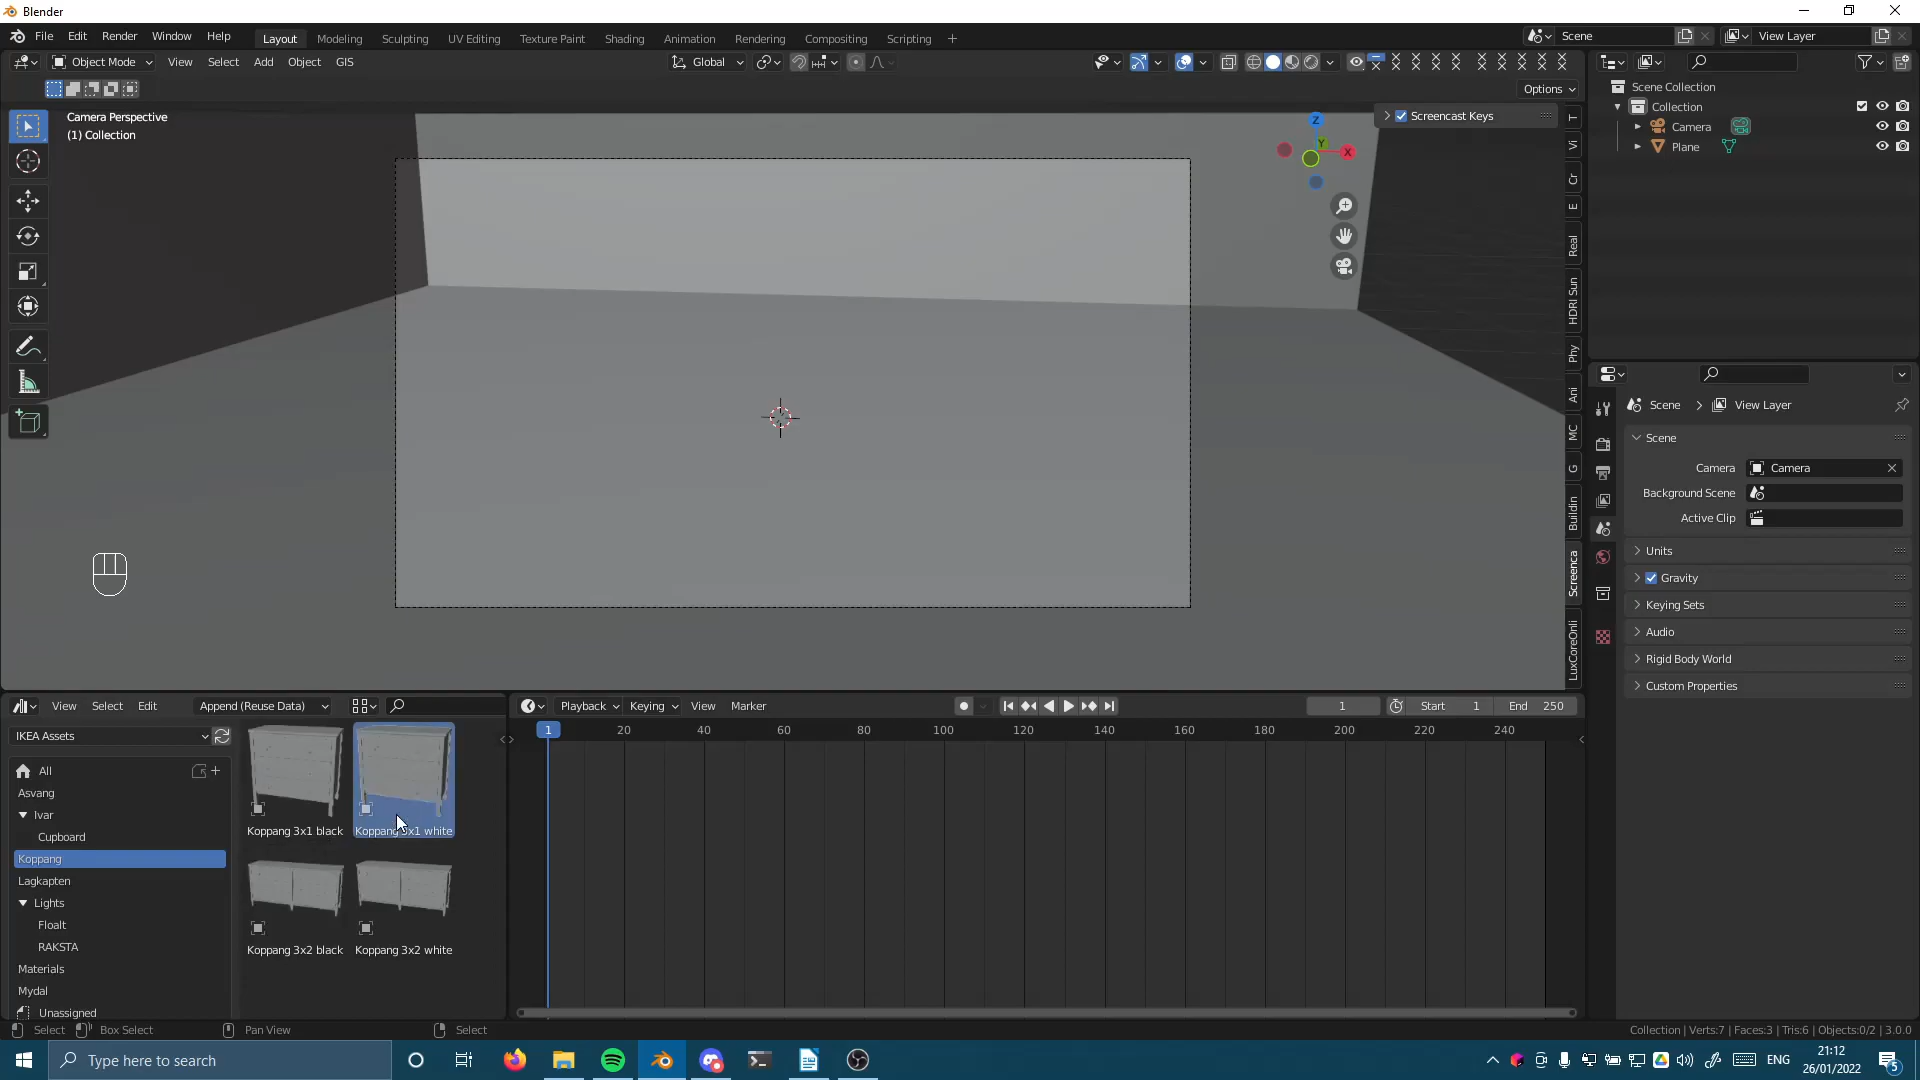 Blender
File Edit Render Window Help
Layout Modeling Sculpting UV Editing Texture Paint Shading Animation Rendering Compositing Scripting +
Scene View Layer
Object Mode View Select Add Object GIS
Global
Options
Camera Perspective
(1) Collection
Screencast Keys
Z
Y
X
T
Vi
Cr
E
Real
HDRI Sun
Phy
Ani
MC
G
Buildin
Screenca
LuxCoreOnli
Scene Collection
Collection
Camera
Plane
Scene > View Layer
Scene
Camera Camera
Background Scene
Active Clip
Units
Gravity
Keying Sets
Audio
Rigid Body World
Custom Properties
View Select Edit Append (Reuse Data)
IKEA Assets
All
Asvang
Ivar
Cupboard
Koppang
Lagkapten
Lights
Floalt
RAKSTA
Materials
Mydal
Unassigned
Koppang 3x1 black
Koppang 3x1 white
Koppang 3x2 black
Koppang 3x2 white
Playback Keying View Marker
1 Start 1 End 250
1 20 40 60 80 100 120 140 160 180 200 220 240
Select Box Select Pan View Select
Collection | Verts:7 | Faces:3 | Tris:6 | Objects:0/2 | 3.0.0
Type here to search
ENG
21:12
26/01/2022
5